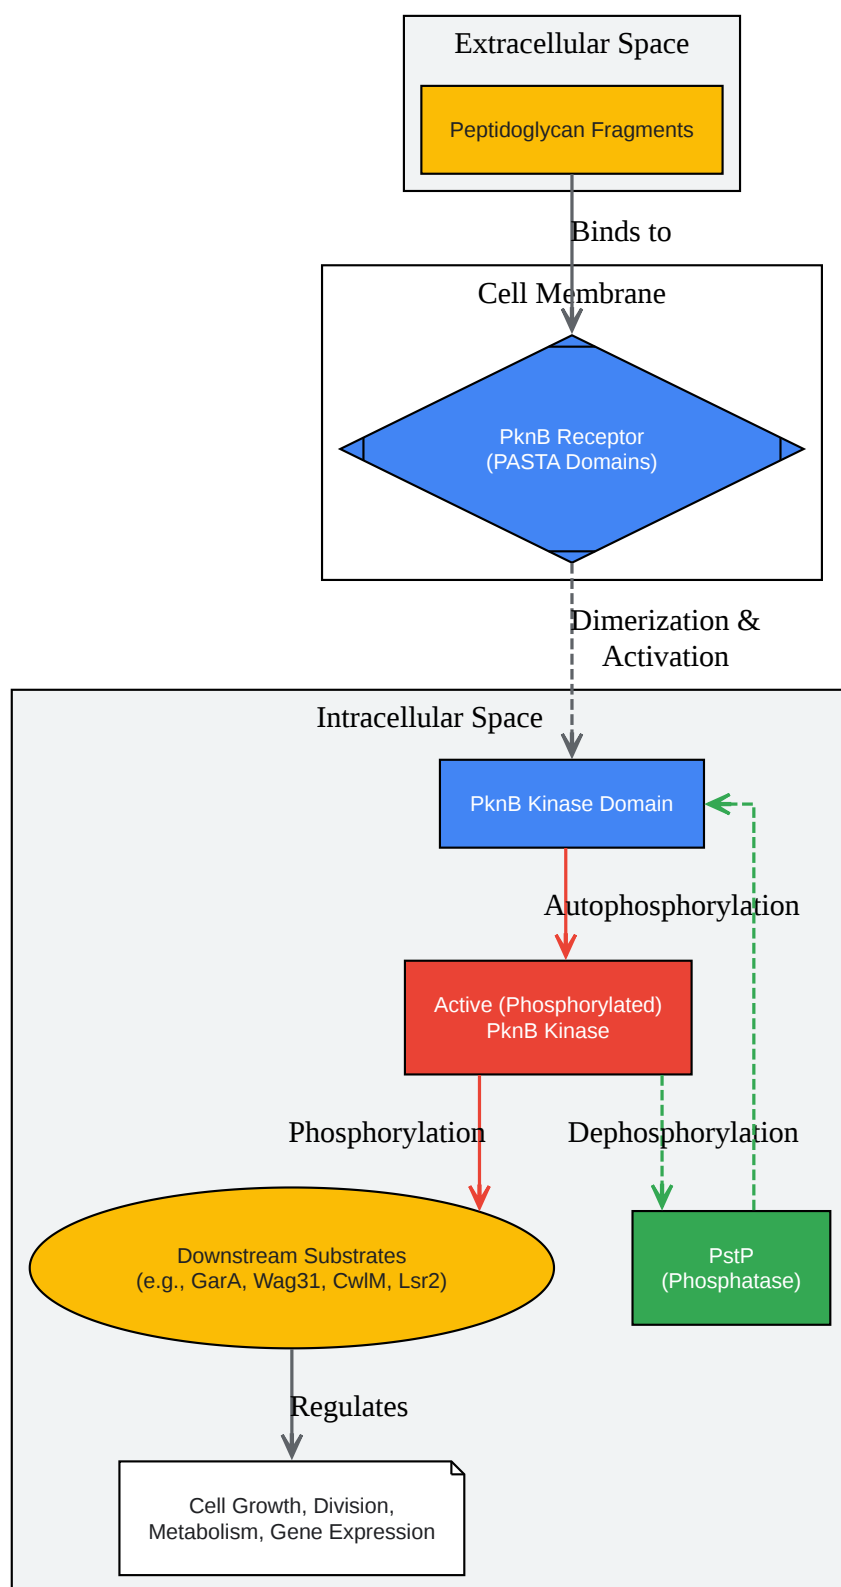 Extracellular Space
Peptidoglycan Fragments
Binds to
Cell Membrane
PknB Receptor
(PASTA Domains)
Dimerization &
Activation
Intracellular Space
PknB Kinase Domain
Autophosphorylation
Active (Phosphorylated)
PknB Kinase
Phosphorylation
Dephosphorylation
Downstream Substrates
(e.g., GarA, Wag31, CwlM, Lsr2)
PstP
(Phosphatase)
Regulates
Cell Growth, Division,
Metabolism, Gene Expression